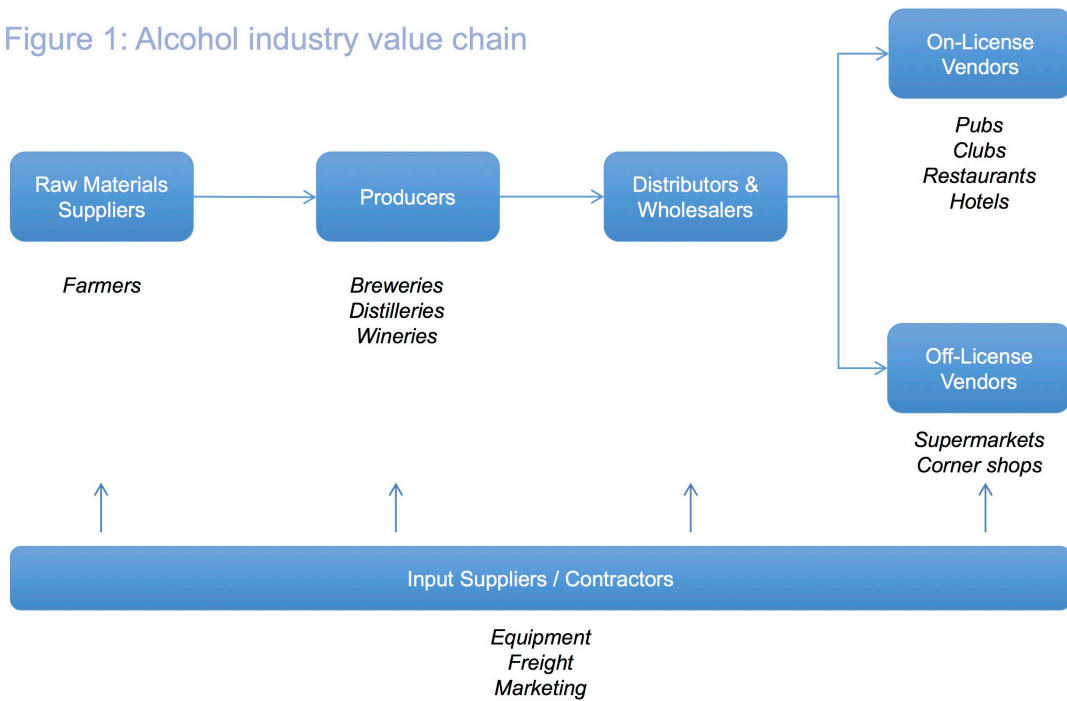 Figure 1: Alcohol industry value chain
On-License
Vendors
Pubs
Clubs
Restaurants
Hotels
Raw Materials
Suppliers
Farmers
Producers
Breweries
Distilleries
Wineries
Distributors &
Wholesalers
Off-License
Vendors
Supermarkets
Corner shops
Input Suppliers / Contractors
Equipment
Freight
Marketing